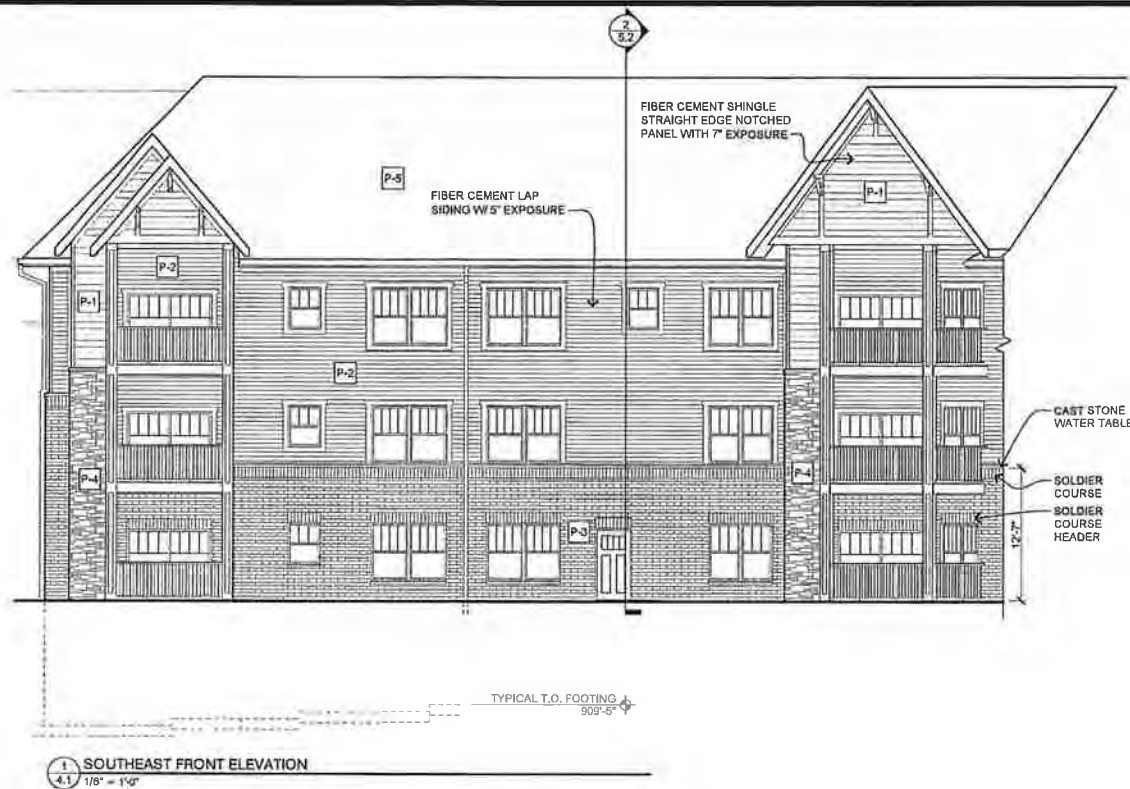 2
5.2
FIBER CEMENT SHINGLE
STRAIGHT EDGE NOTCHED
PANEL WITH 7" EXPOSURE
P-5
P-1
FIBER CEMENT LAP
SIDING W/ 5" EXPOSURE
P-2
P-1
P-2
CAST STONE
WATER TABLE
P-4
P-4
SOLDIER
COURSE
SOLDIER
COURSE
HEADER
P-3
12'-7"
TYPICAL T.O. FOOTING
909'-5"
1
4.1
SOUTHEAST FRONT ELEVATION
1/8" = 1'-0"